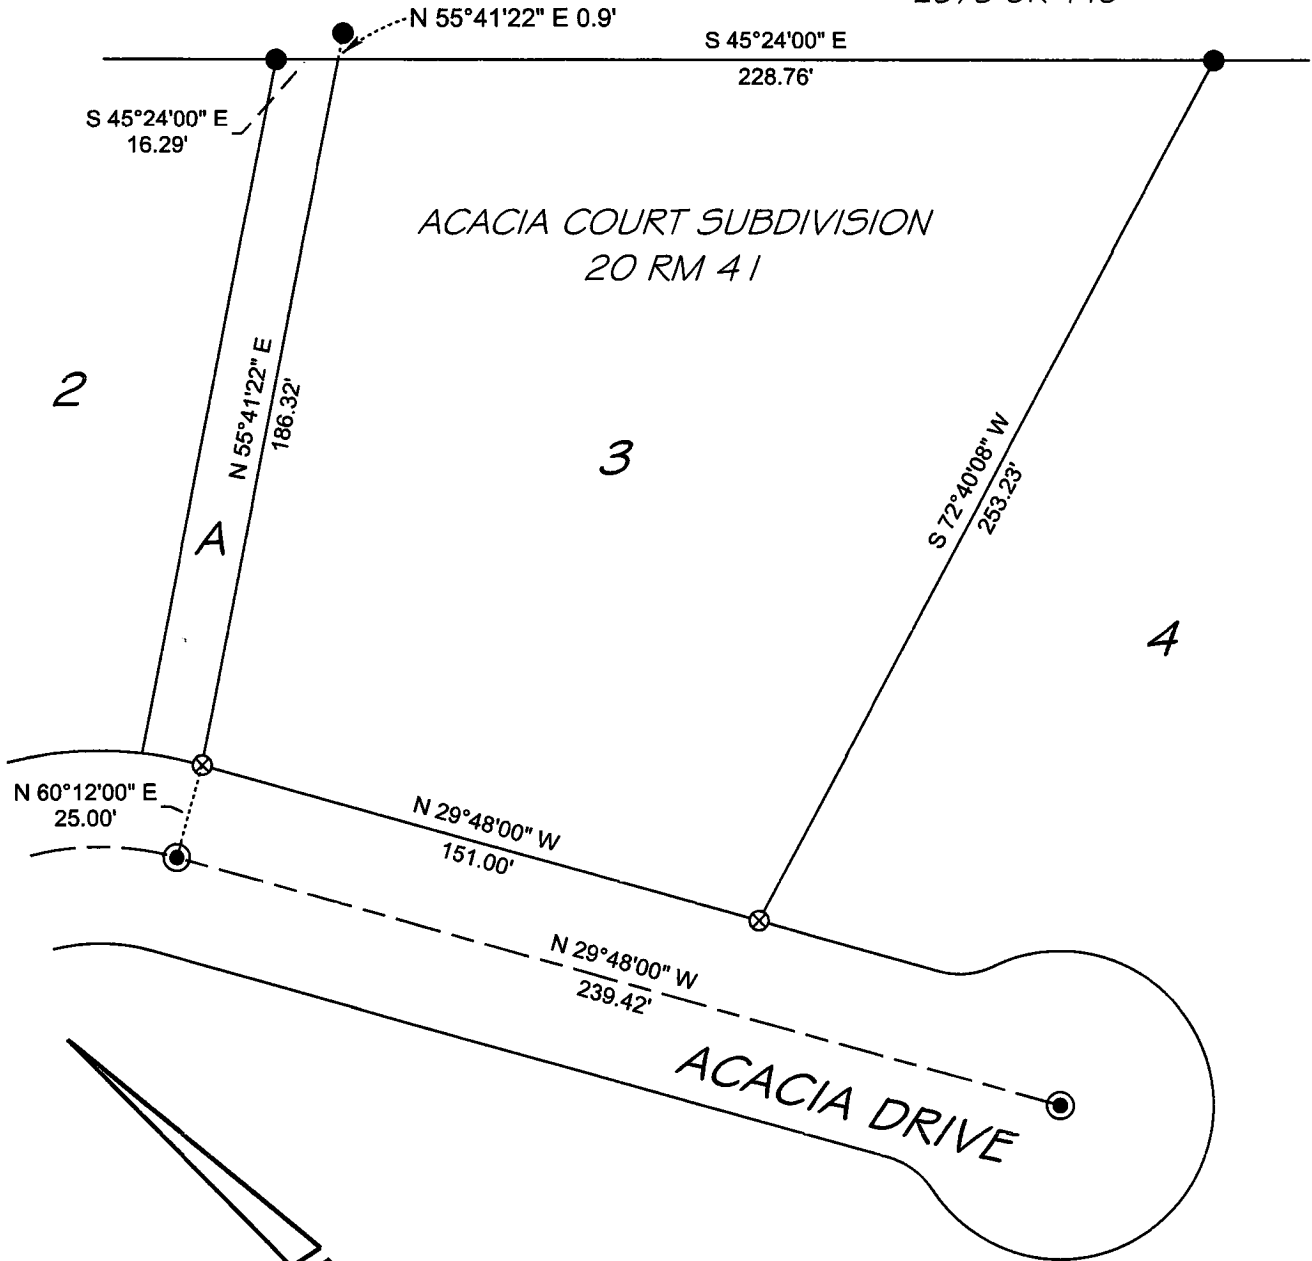 N 55°41'22" E 0.9'
S 45°24'00" E
228.76'
S 45°24'00" E
16.29'
ACACIA COURT SUBDIVISION
20 RM 41
2
N 55°41'22" E
186.32'
3
S 72°40'08" W
253.23'
A
4
N 60°12'00" E
25.00'
N 29°48'00" W
151.00'
N 29°48'00" W
239.42'
ACACIA DRIVE